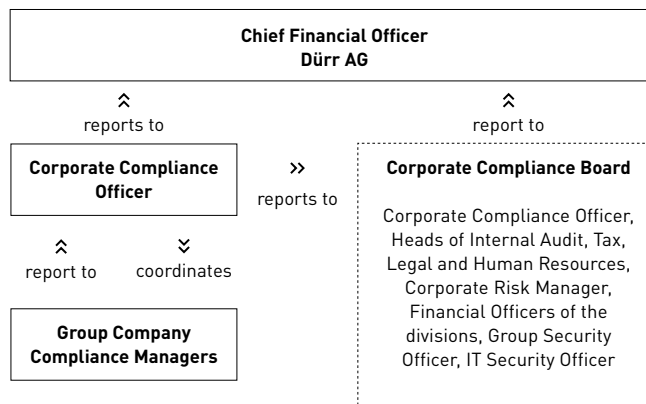 Chief Financial Officer
Dürr AG
reports to
report to
Corporate Compliance
Officer
reports to
report to
coordinates
Group Company
Compliance Managers
Corporate Compliance Board
Corporate Compliance Officer,
Heads of Internal Audit, Tax,
Legal and Human Resources,
Corporate Risk Manager,
Financial Officers of the
divisions, Group Security
Officer, IT Security Officer